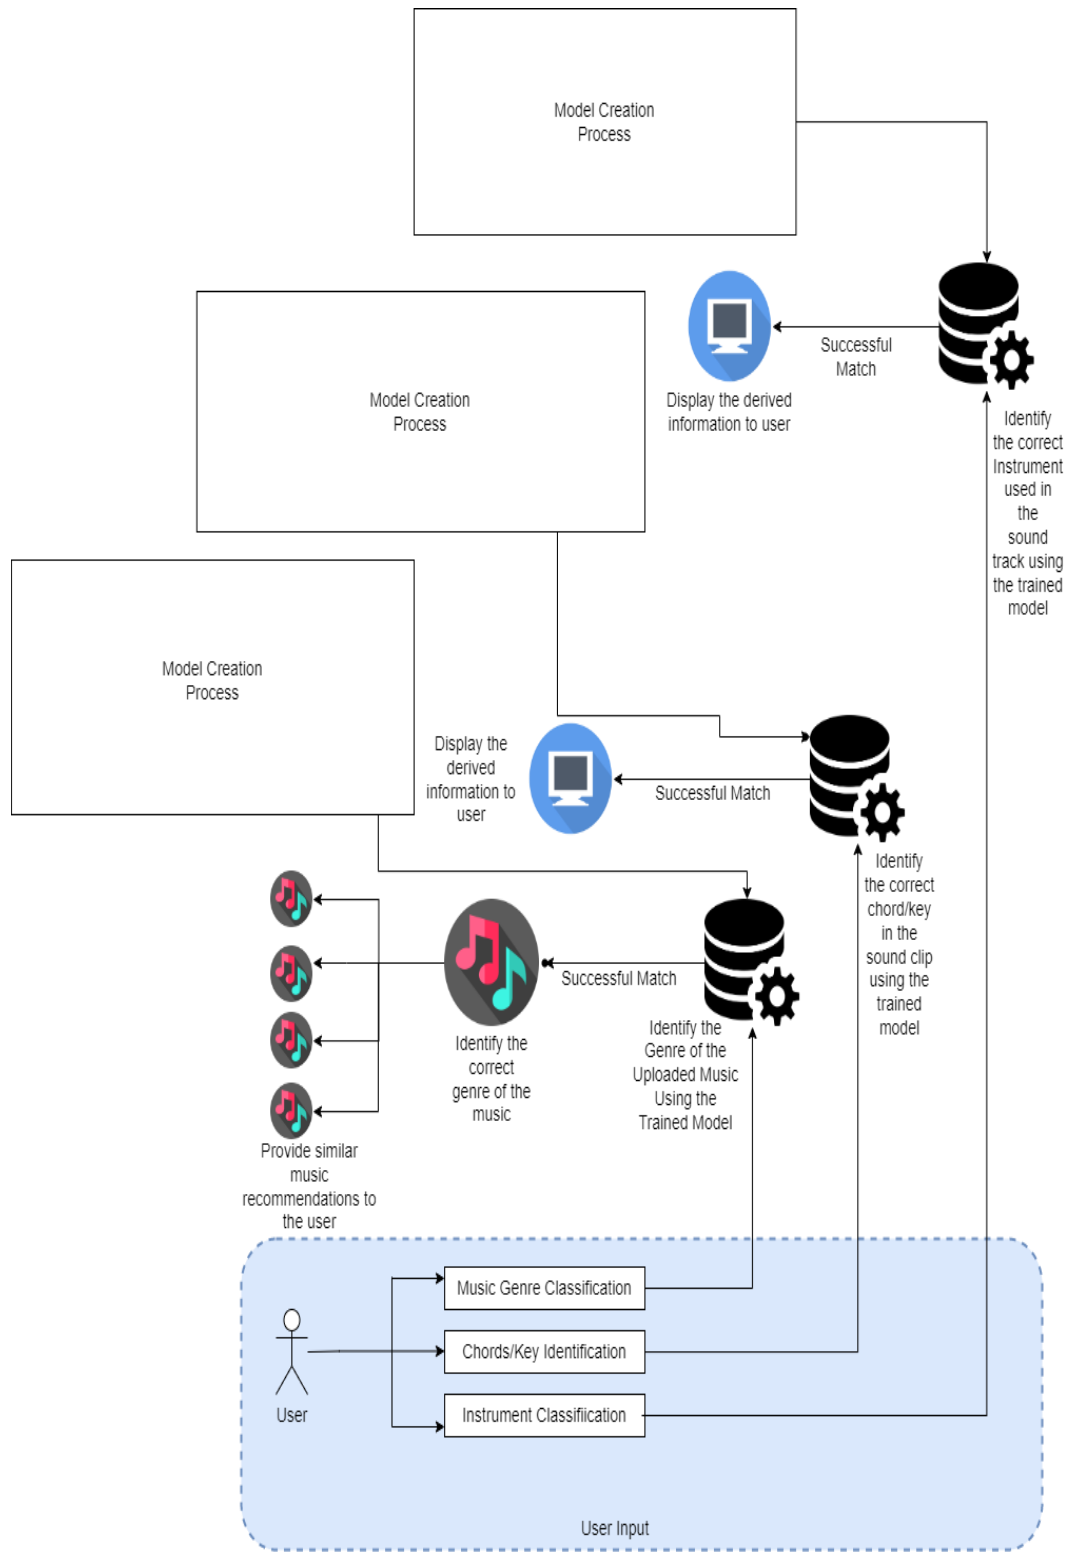 Model Creation
Process
Successful
Match
Display the derived
information to user
Identify
the correct
Instrument
used in
the
sound
track using
the trained
model
Model Creation
Process
Model Creation
Process
Display the
derived
information to
user
Successful Match
Identify
the correct
chord/key
in the
sound clip
using the
trained
model
Successful Match
Identify the
correct
genre of the
music
Identify the
Genre of the
Uploaded Music
Using the
Trained Model
Provide similar
music
recommendations to
the user
Music Genre Classification
Chords/Key Identification
Instrument Classifiication
User
User Input